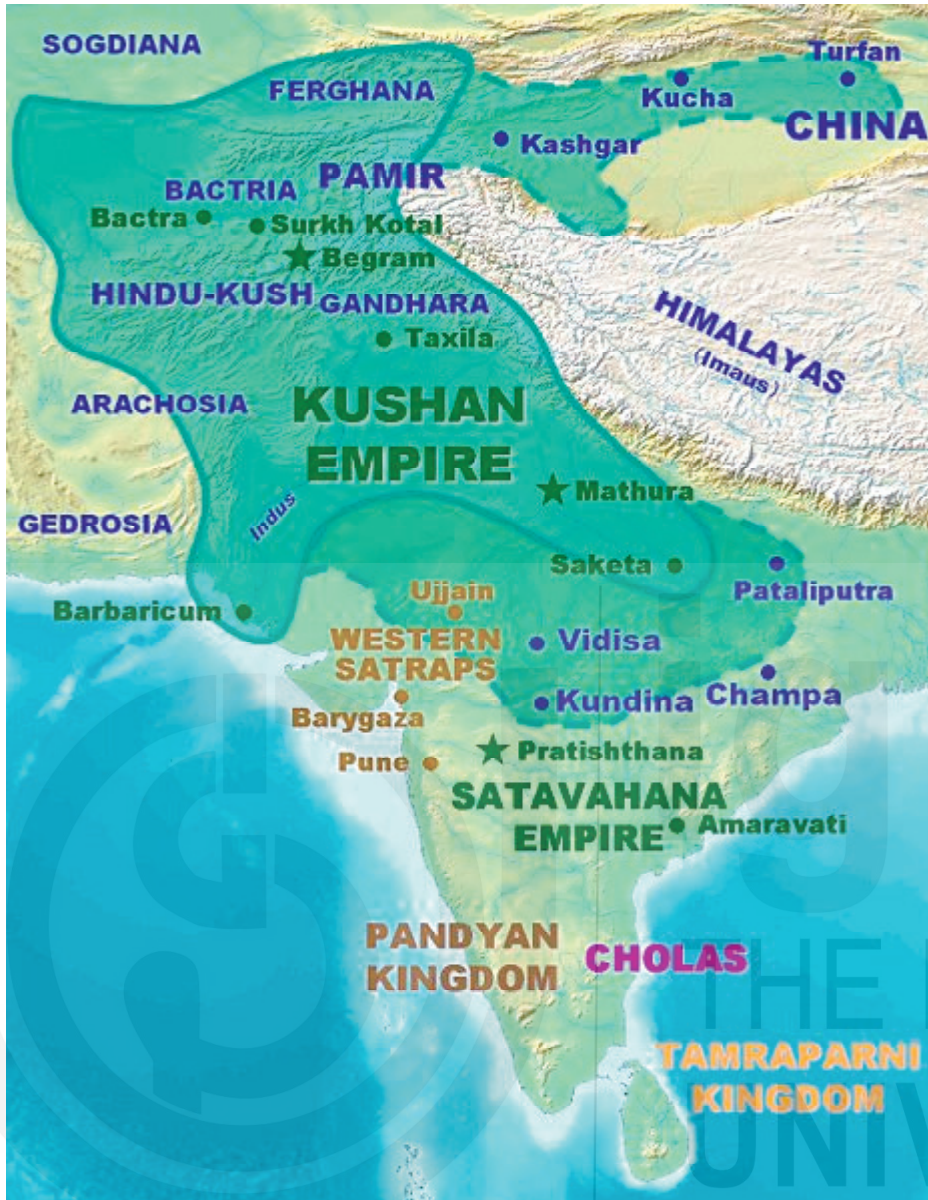 SOGDIANA
Turfan
FERGHANA
Kucha
CHINA
Kashgar
PAMIR
BACTRIA
Bactra
Surkh Kotal
Begram
HINDU-KUSH
GANDHARA
HIMALAYAS
(Imaus)
Taxila
ARACHOSIA
KUSHAN
EMPIRE
Mathura
Indus
GEDROSIA
Saketa
Pataliputra
Ujjain
Barbaricum
WESTERN
SATRAPS
Vidisa
Kundina
Champa
Barygaza
Pratishthana
Pune
SATAVAHANA
EMPIRE
Amaravati
PANDYAN
KINGDOM
CHOLAS
THE
TAMRAPARNI
KINGDOM
UNIV